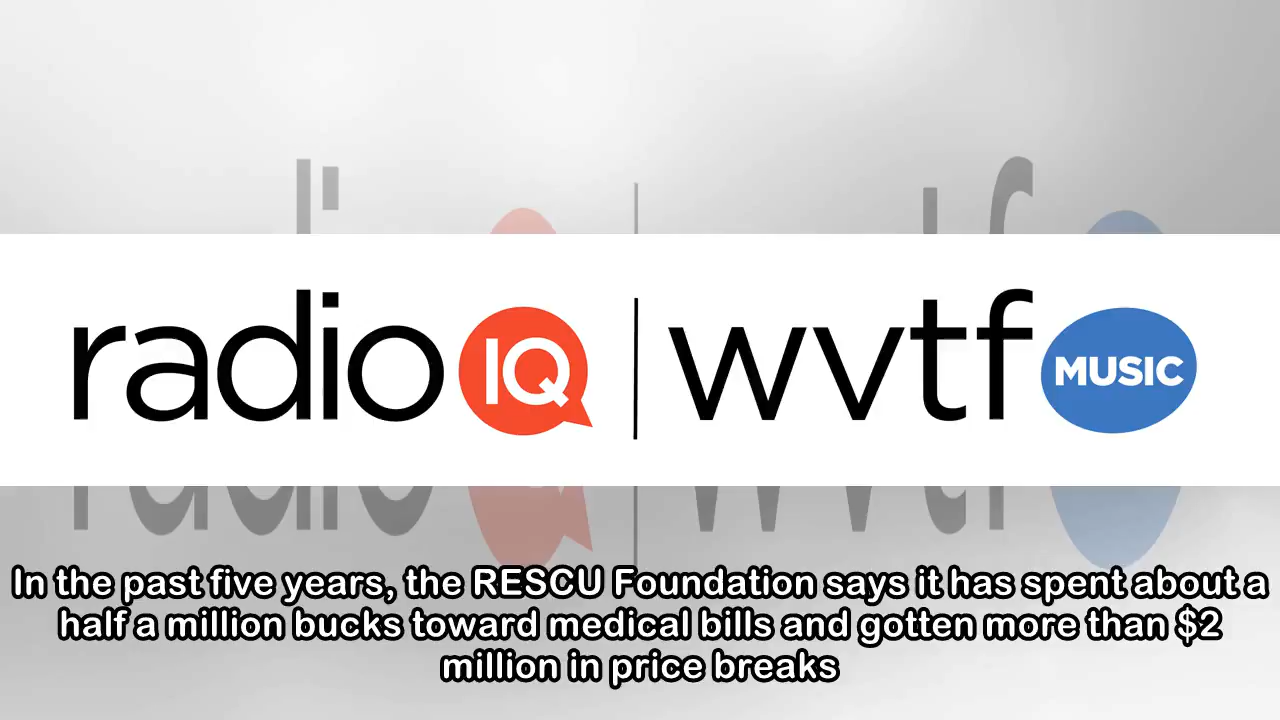 radio IQ | wvtf MUSIC
In the past five years, the RESCU Foundation says it has spent about a
half a million bucks toward medical bills and gotten more than $2
million in price breaks